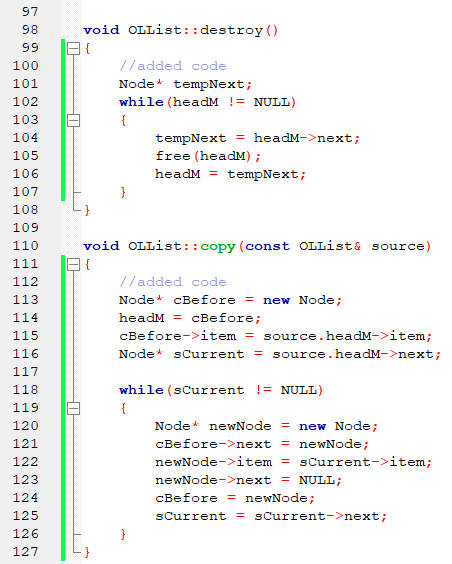 97
98 void OLList::destroy()
99 {
100 //added code
101 Node* tempNext;
102 while(headM != NULL)
103 {
104 tempNext = headM->next;
105 free(headM);
106 headM = tempNext;
107 }
108 }
109
110 void OLList::copy(const OLList& source)
111 {
112 //added code
113 Node* cBefore = new Node;
114 headM = cBefore;
115 cBefore->item = source.headM->item;
116 Node* sCurrent = source.headM->next;
117
118 while(sCurrent != NULL)
119 {
120 Node* newNode = new Node;
121 cBefore->next = newNode;
122 newNode->item = sCurrent->item;
123 newNode->next = NULL;
124 cBefore = newNode;
125 sCurrent = sCurrent->next;
126 }
127 }